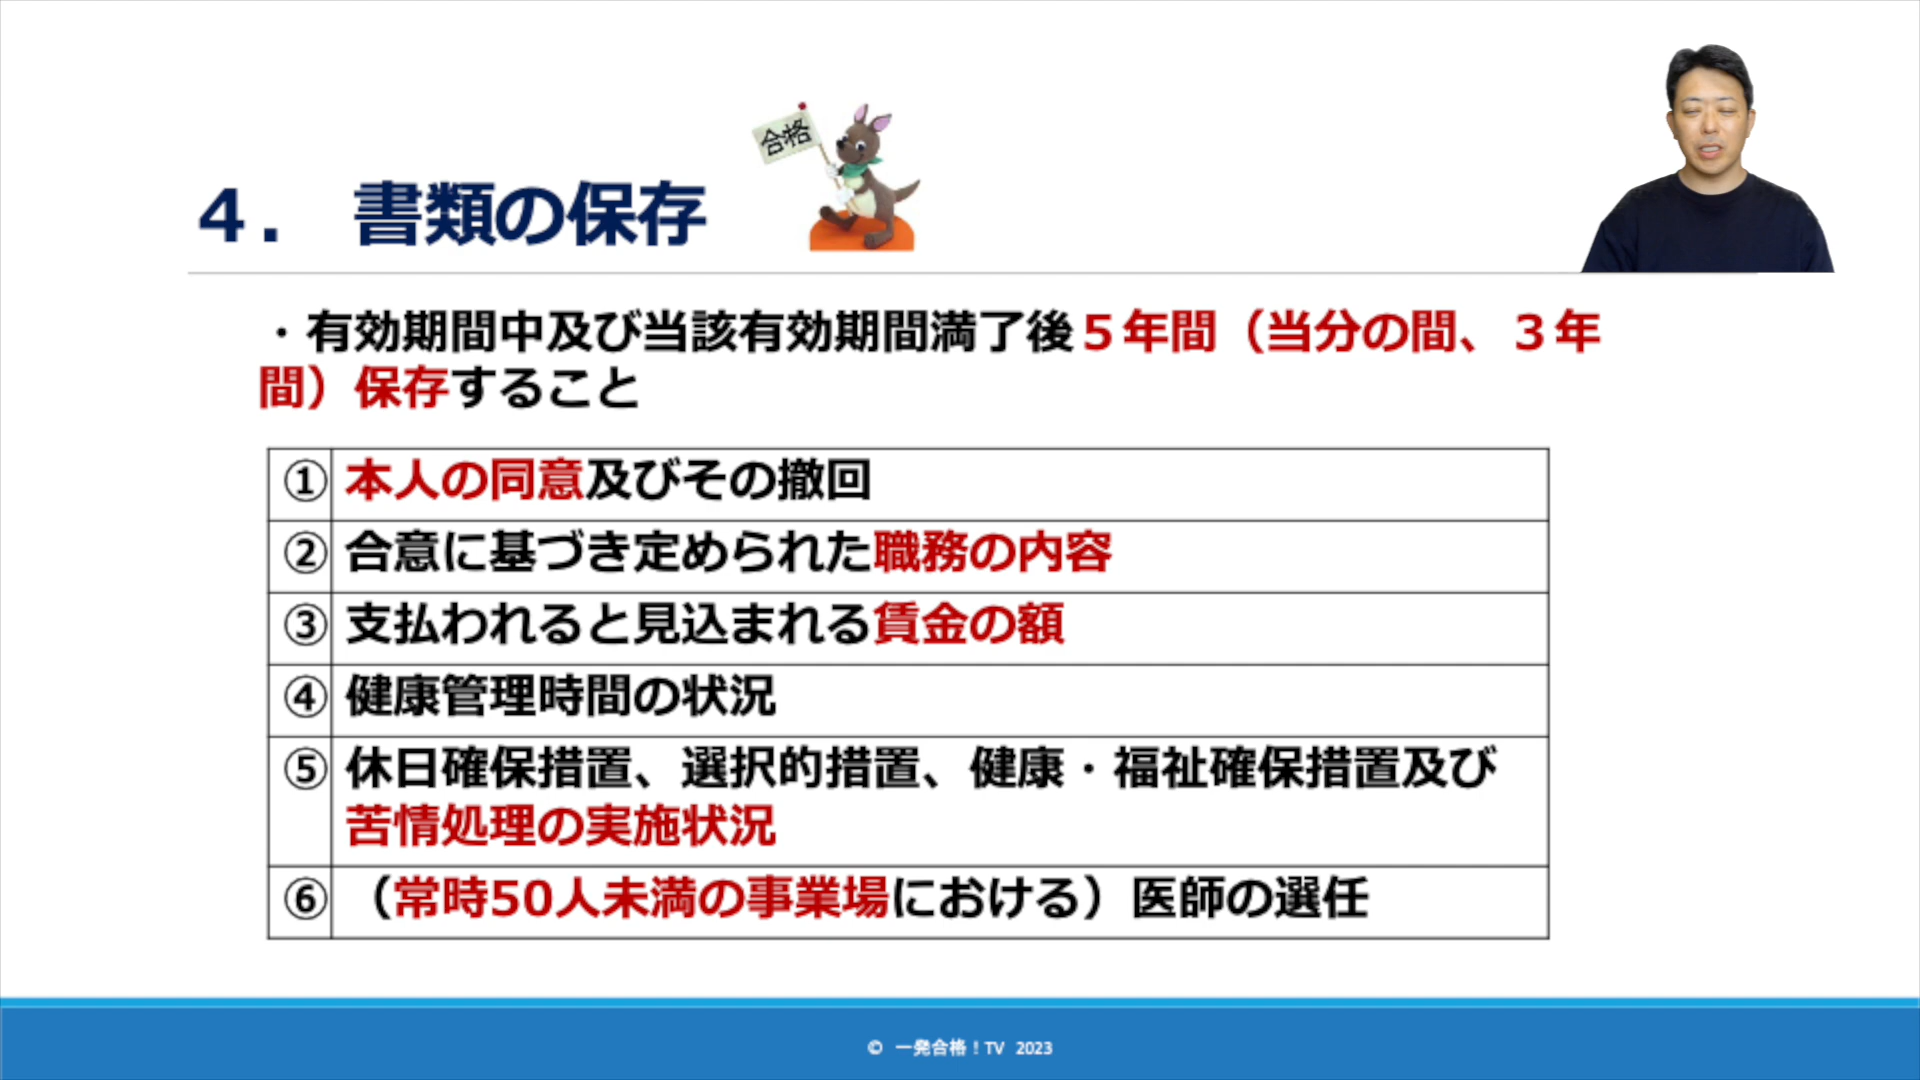 合格
４． 書類の保存
・有効期間中及び当該有効期間満了後５年間（当分の間、３年
間）保存すること
① 本人の同意及びその撤回
② 合意に基づき定められた職務の内容
③ 支払われると見込まれる賃金の額
④ 健康管理時間の状況
⑤ 休日確保措置、選択的措置、健康・福祉確保措置及び
苦情処理の実施状況
⑥ （常時50人未満の事業場における）医師の選任
© 一発合格！TV 2023